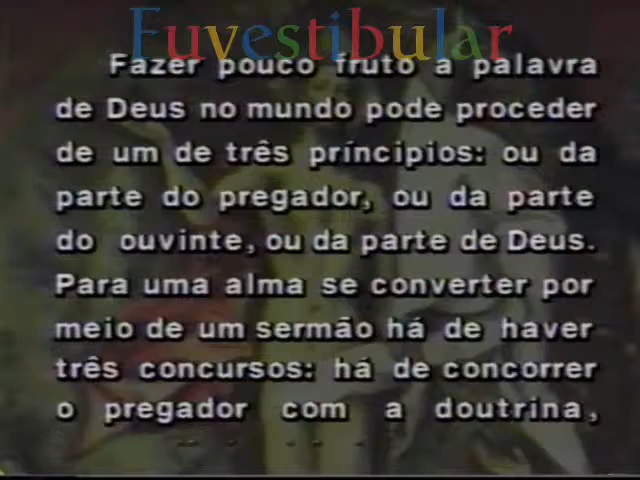 Fuvestibular
Fazer pouco fruto a palavra
de Deus no mundo pode proceder
de um de três príncipios: ou da
parte do pregador, ou da parte
do ouvinte, ou da parte de Deus.
Para uma alma se converter por
meio de um sermão há de haver
três concursos: há de concorrer
o pregador com a doutrina,